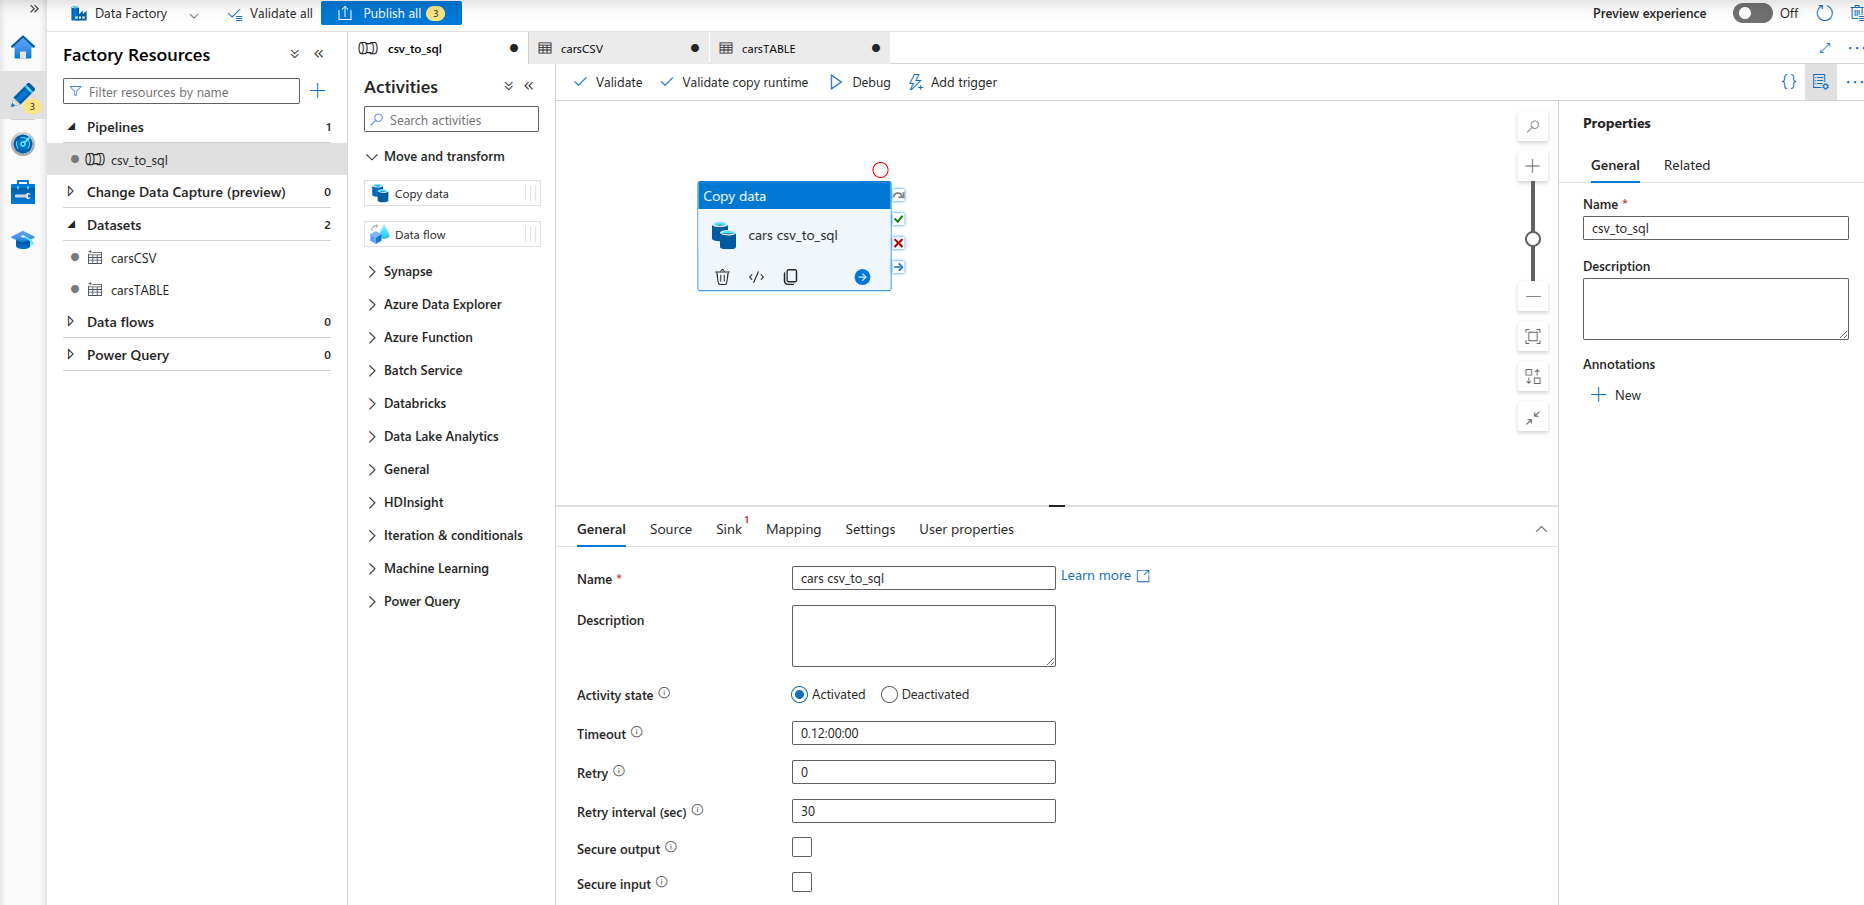 Data Factory
Validate all
Publish all 3
Preview experience
Off
3
Factory Resources
Filter resources by name
Pipelines 1
csv_to_sql
Change Data Capture (preview) 0
Datasets 2
carsCSV
carsTABLE
Data flows 0
Power Query 0
csv_to_sql
carsCSV
carsTABLE
Activities
Search activities
Move and transform
Copy data
Data flow
Synapse
Azure Data Explorer
Azure Function
Batch Service
Databricks
Data Lake Analytics
General
HDInsight
Iteration & conditionals
Machine Learning
Power Query
Validate
Validate copy runtime
Debug
Add trigger
Copy data
cars csv_to_sql
General
Source
Sink 1
Mapping
Settings
User properties
Name *
cars csv_to_sql
Learn more
Description
Activity state
Activated
Deactivated
Timeout
0.12:00:00
Retry
0
Retry interval (sec)
30
Secure output
Secure input
Properties
General
Related
Name *
csv_to_sql
Description
Annotations
New